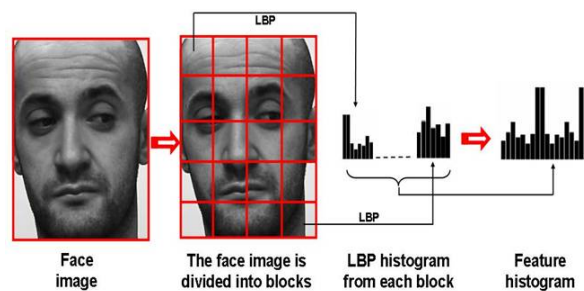 LBP
LBP
Face
image
The face image is
divided into blocks
LBP histogram
from each block
Feature
histogram